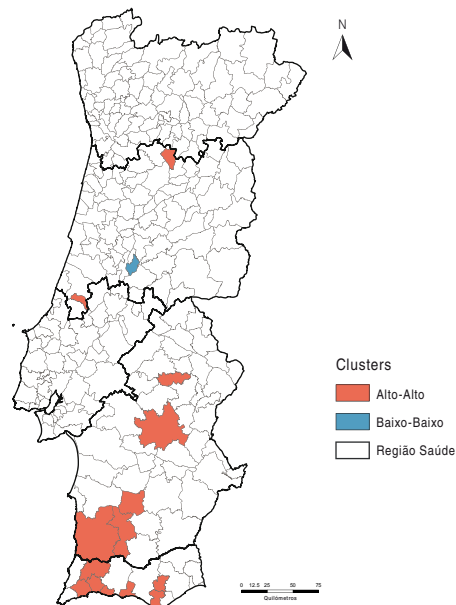 N
Clusters
Alto-Alto
Baixo-Baixo
Região Saúde
0 12.5 25 50 75
Quilómetros